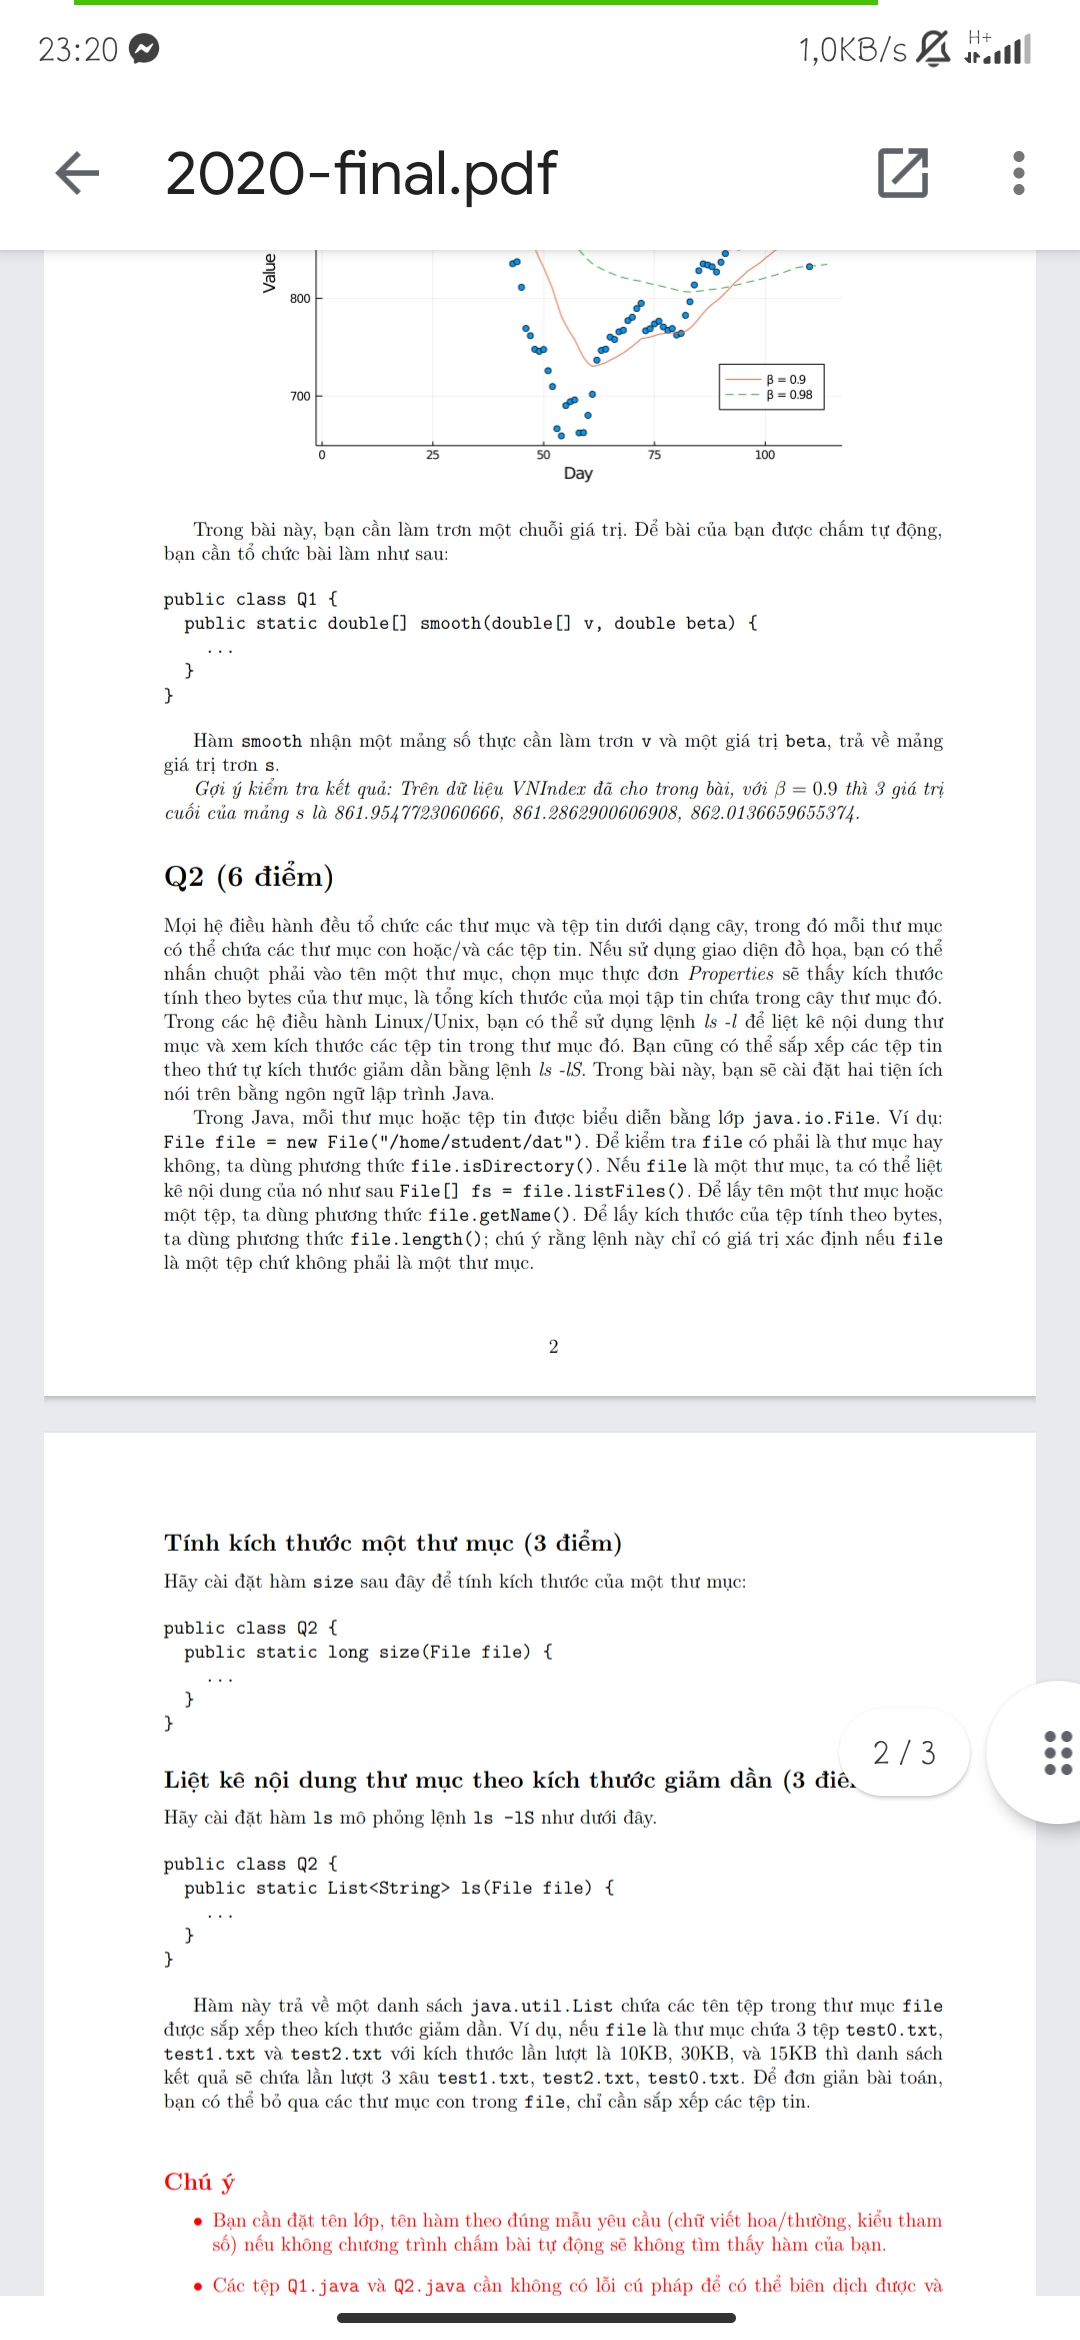 23:20
1,0KB/s H+
2020-final.pdf
Value
800
700
β = 0.9
β = 0.98
0 25 50 75 100
Day
Trong bài này, bạn cần làm trơn một chuỗi giá trị. Để bài của bạn được chấm tự động,
bạn cần tổ chức bài làm như sau:
public class Q1 {
public static double[] smooth(double[] v, double beta) {
...
}
}
Hàm smooth nhận một mảng số thực cần làm trơn v và một giá trị beta, trả về mảng
giá trị trơn s.
Gợi ý kiểm tra kết quả: Trên dữ liệu VNIndex đã cho trong bài, với β = 0.9 thì 3 giá trị
cuối của mảng s là 861.9547723060666, 861.2862900606908, 862.0136659655374.
Q2 (6 điểm)
Mọi hệ điều hành đều tổ chức các thư mục và tệp tin dưới dạng cây, trong đó mỗi thư mục
có thể chứa các thư mục con hoặc/và các tệp tin. Nếu sử dụng giao diện đồ họa, bạn có thể
nhấn chuột phải vào tên một thư mục, chọn mục thực đơn Properties sẽ thấy kích thước
tính theo bytes của thư mục, là tổng kích thước của mọi tập tin chứa trong cây thư mục đó.
Trong các hệ điều hành Linux/Unix, bạn có thể sử dụng lệnh ls -l để liệt kê nội dung thư
mục và xem kích thước các tệp tin trong thư mục đó. Bạn cũng có thể sắp xếp các tệp tin
theo thứ tự kích thước giảm dần bằng lệnh ls -lS. Trong bài này, bạn sẽ cài đặt hai tiện ích
nói trên bằng ngôn ngữ lập trình Java.
Trong Java, mỗi thư mục hoặc tệp tin được biểu diễn bằng lớp java.io.File. Ví dụ:
File file = new File("/home/student/dat"). Để kiểm tra file có phải là thư mục hay
không, ta dùng phương thức file.isDirectory(). Nếu file là một thư mục, ta có thể liệt
kê nội dung của nó như sau File[] fs = file.listFiles(). Để lấy tên một thư mục hoặc
một tệp, ta dùng phương thức file.getName(). Để lấy kích thước của tệp tính theo bytes,
ta dùng phương thức file.length(); chú ý rằng lệnh này chỉ có giá trị xác định nếu file
là một tệp chứ không phải là một thư mục.
2
Tính kích thước một thư mục (3 điểm)
Hãy cài đặt hàm size sau đây để tính kích thước của một thư mục:
public class Q2 {
public static long size(File file) {
...
}
}
2 / 3
Liệt kê nội dung thư mục theo kích thước giảm dần (3
Hãy cài đặt hàm ls mô phỏng lệnh ls -lS như dưới đây.
public class Q2 {
public static List<String> ls(File file) {
...
}
}
Hàm này trả về một danh sách java.util.List chứa các tên tệp trong thư mục file
được sắp xếp theo kích thước giảm dần. Ví dụ, nếu file là thư mục chứa 3 tệp test0.txt,
test1.txt và test2.txt với kích thước lần lượt là 10KB, 30KB, và 15KB thì danh sách
kết quả sẽ chứa lần lượt 3 xâu test1.txt, test2.txt, test0.txt. Để đơn giản bài toán,
bạn có thể bỏ qua các thư mục con trong file, chỉ cần sắp xếp các tệp tin.
Chú ý
• Bạn cần đặt tên lớp, tên hàm theo đúng mẫu yêu cầu (chữ viết hoa/thường, kiểu tham
số) nếu không chương trình chấm bài tự động sẽ không tìm thấy hàm của bạn.
• Các tệp Q1.java và Q2.java cần không có lỗi cú pháp để có thể biên dịch được và